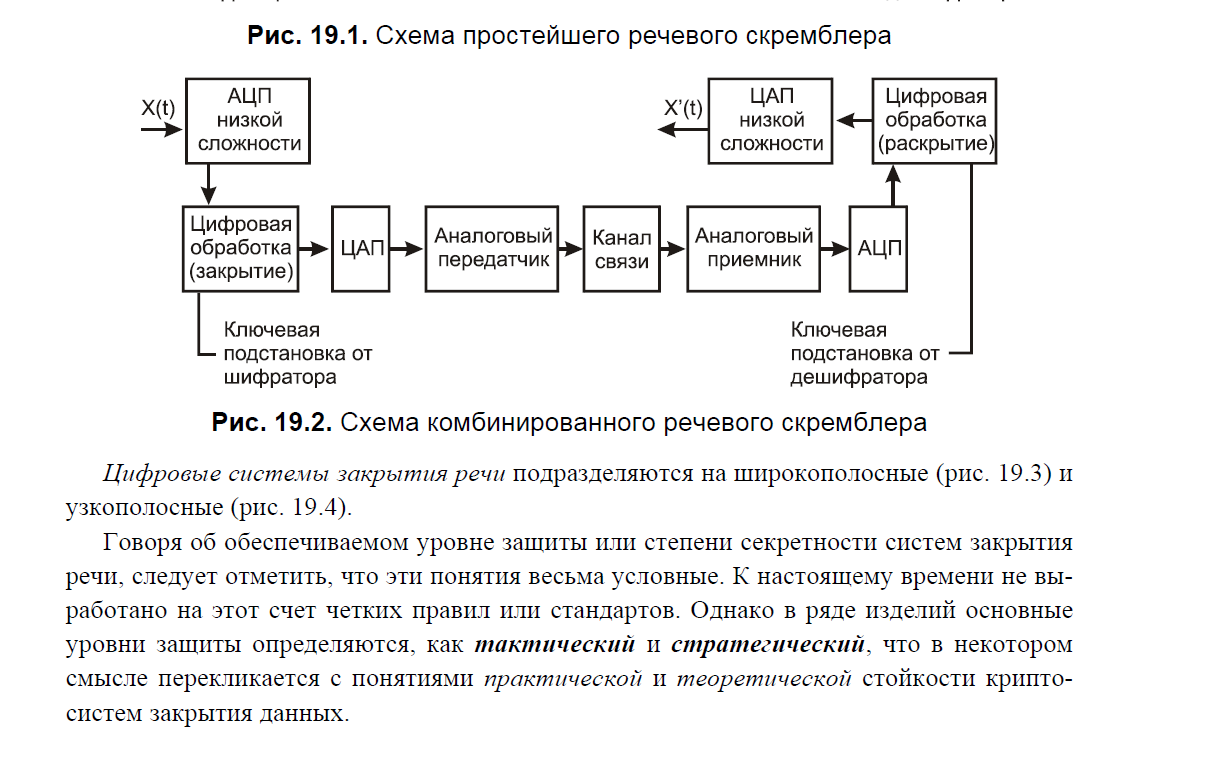 Рис. 19.1. Схема простейшего речевого скремблера
X(t)
АЦП
низкой
сложности
X’(t)
ЦАП
низкой
сложности
Цифровая
обработка
(раскрытие)
Цифровая
обработка
(закрытие)
ЦАП
Аналоговый
передатчик
Канал
связи
Аналоговый
приемник
АЦП
Ключевая
подстановка от
шифратора
Ключевая
подстановка от
дешифратора
Рис. 19.2. Схема комбинированного речевого скремблера
Цифровые системы закрытия речи подразделяются на широкополосные (рис. 19.3) и
узкополосные (рис. 19.4).
Говоря об обеспечиваемом уровне защиты или степени секретности систем закрытия
речи, следует отметить, что эти понятия весьма условные. К настоящему времени не вы-
работано на этот счет четких правил или стандартов. Однако в ряде изделий основные
уровни защиты определяются, как тактический и стратегический, что в некотором
смысле перекликается с понятиями практической и теоретической стойкости крипто-
систем закрытия данных.